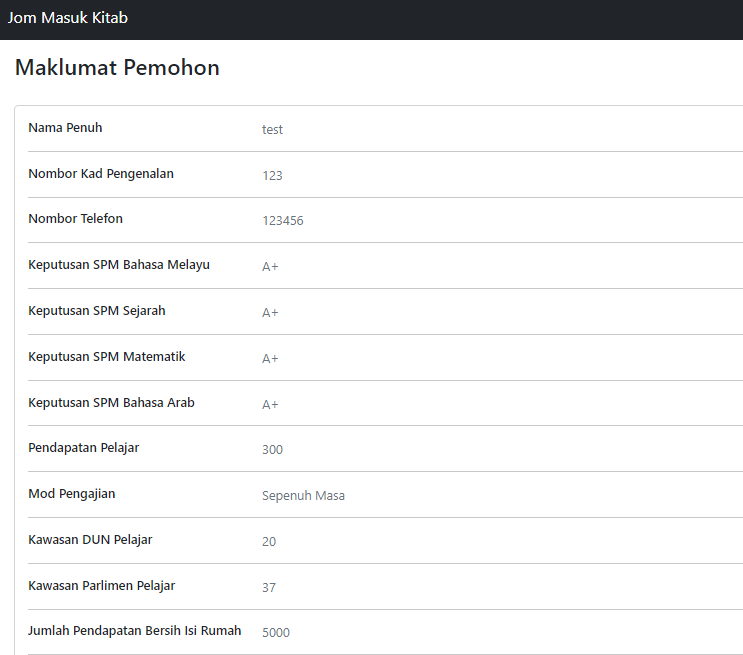 Jom Masuk Kitab
Maklumat Pemohon
Nama Penuh test
Nombor Kad Pengenalan 123
Nombor Telefon 123456
Keputusan SPM Bahasa Melayu A+
Keputusan SPM Sejarah A+
Keputusan SPM Matematik A+
Keputusan SPM Bahasa Arab A+
Pendapatan Pelajar 300
Mod Pengajian Sepenuh Masa
Kawasan DUN Pelajar 20
Kawasan Parlimen Pelajar 37
Jumlah Pendapatan Bersih Isi Rumah 5000